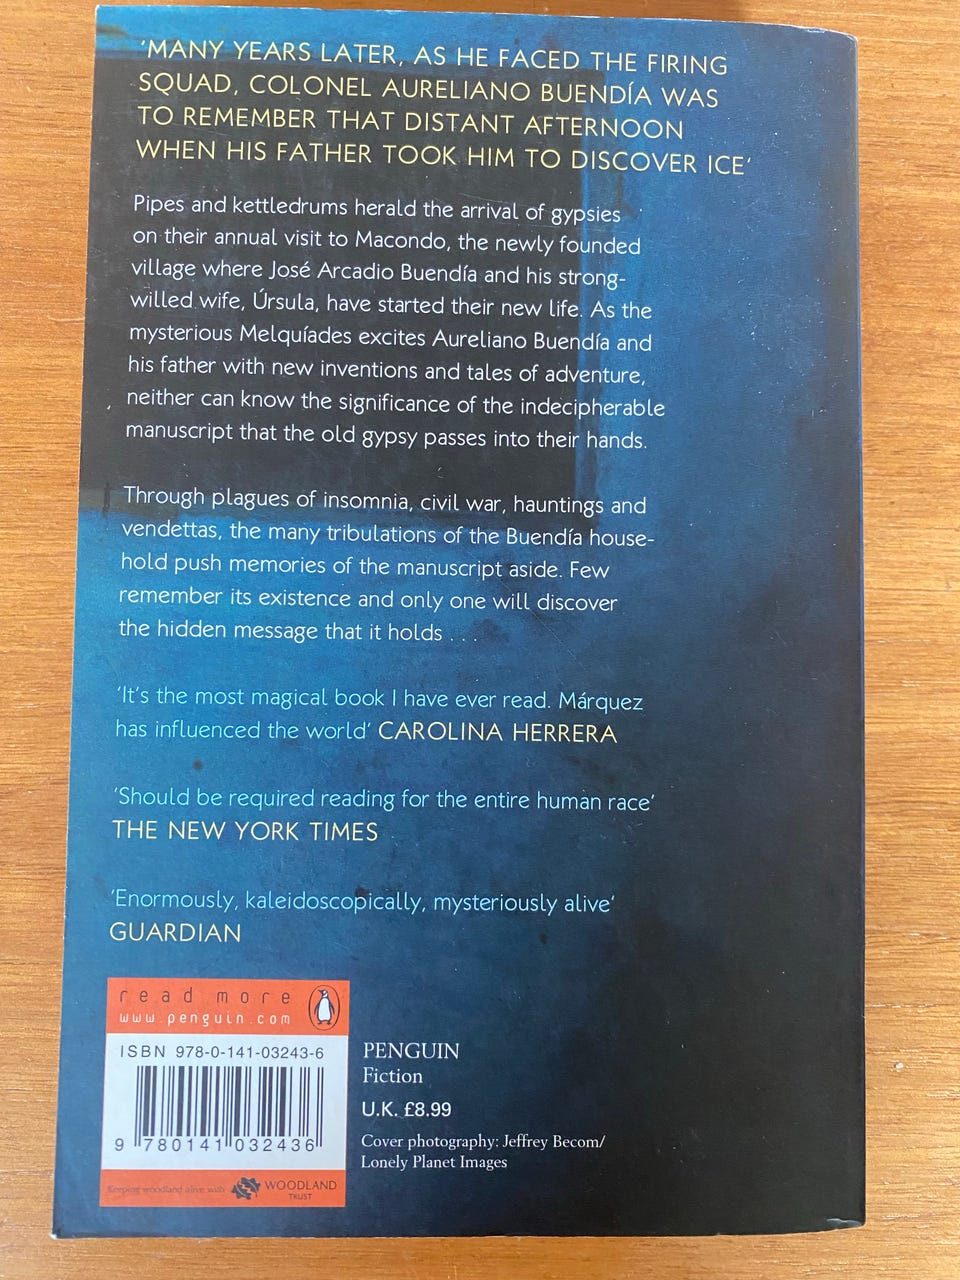 ‘MANY YEARS LATER, AS HE FACED THE FIRING
SQUAD, COLONEL AURELIANO BUENDÍA WAS
TO REMEMBER THAT DISTANT AFTERNOON
WHEN HIS FATHER TOOK HIM TO DISCOVER ICE’
Pipes and kettledrums herald the arrival of gypsies
on their annual visit to Macondo, the newly founded
village where José Arcadio Buendía and his strong-
willed wife, Úrsula, have started their new life. As the
mysterious Melquíades excites Aureliano Buendía and
his father with new inventions and tales of adventure,
neither can know the significance of the indecipherable
manuscript that the old gypsy passes into their hands.
Through plagues of insomnia, civil war, hauntings and
vendettas, the many tribulations of the Buendía house-
hold push memories of the manuscript aside. Few
remember its existence and only one will discover
the hidden message that it holds . . .
‘It’s the most magical book I have ever read. Márquez
has influenced the world’ CAROLINA HERRERA
‘Should be required reading for the entire human race’
THE NEW YORK TIMES
‘Enormously, kaleidoscopically, mysteriously alive’
GUARDIAN
read more
www.penguin.com
ISBN 978-0-141-03243-6
9 780141 032436
Keeping woodland alive with WOODLAND
TRUST
PENGUIN
Fiction
U.K. £8.99
Cover photography: Jeffrey Becom/
Lonely Planet Images